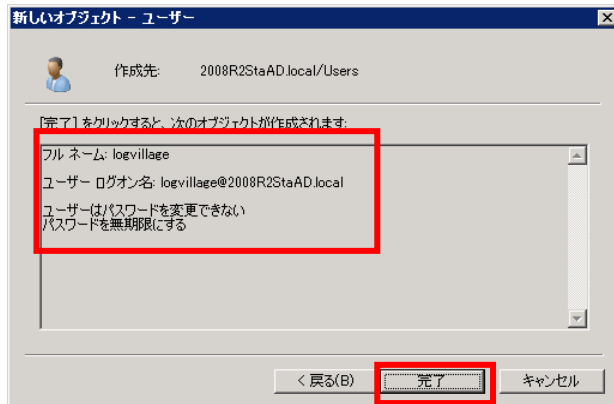 新しいオブジェクト - ユーザー
作成先: 2008R2StaAD.local/Users
[完了] をクリックすると、次のオブジェクトが作成されます:
フル ネーム: logvillage
ユーザー ログオン名: logvillage@2008R2StaAD.local
ユーザーはパスワードを変更できない
パスワードを無期限にする
< 戻る(B) 完了 キャンセル